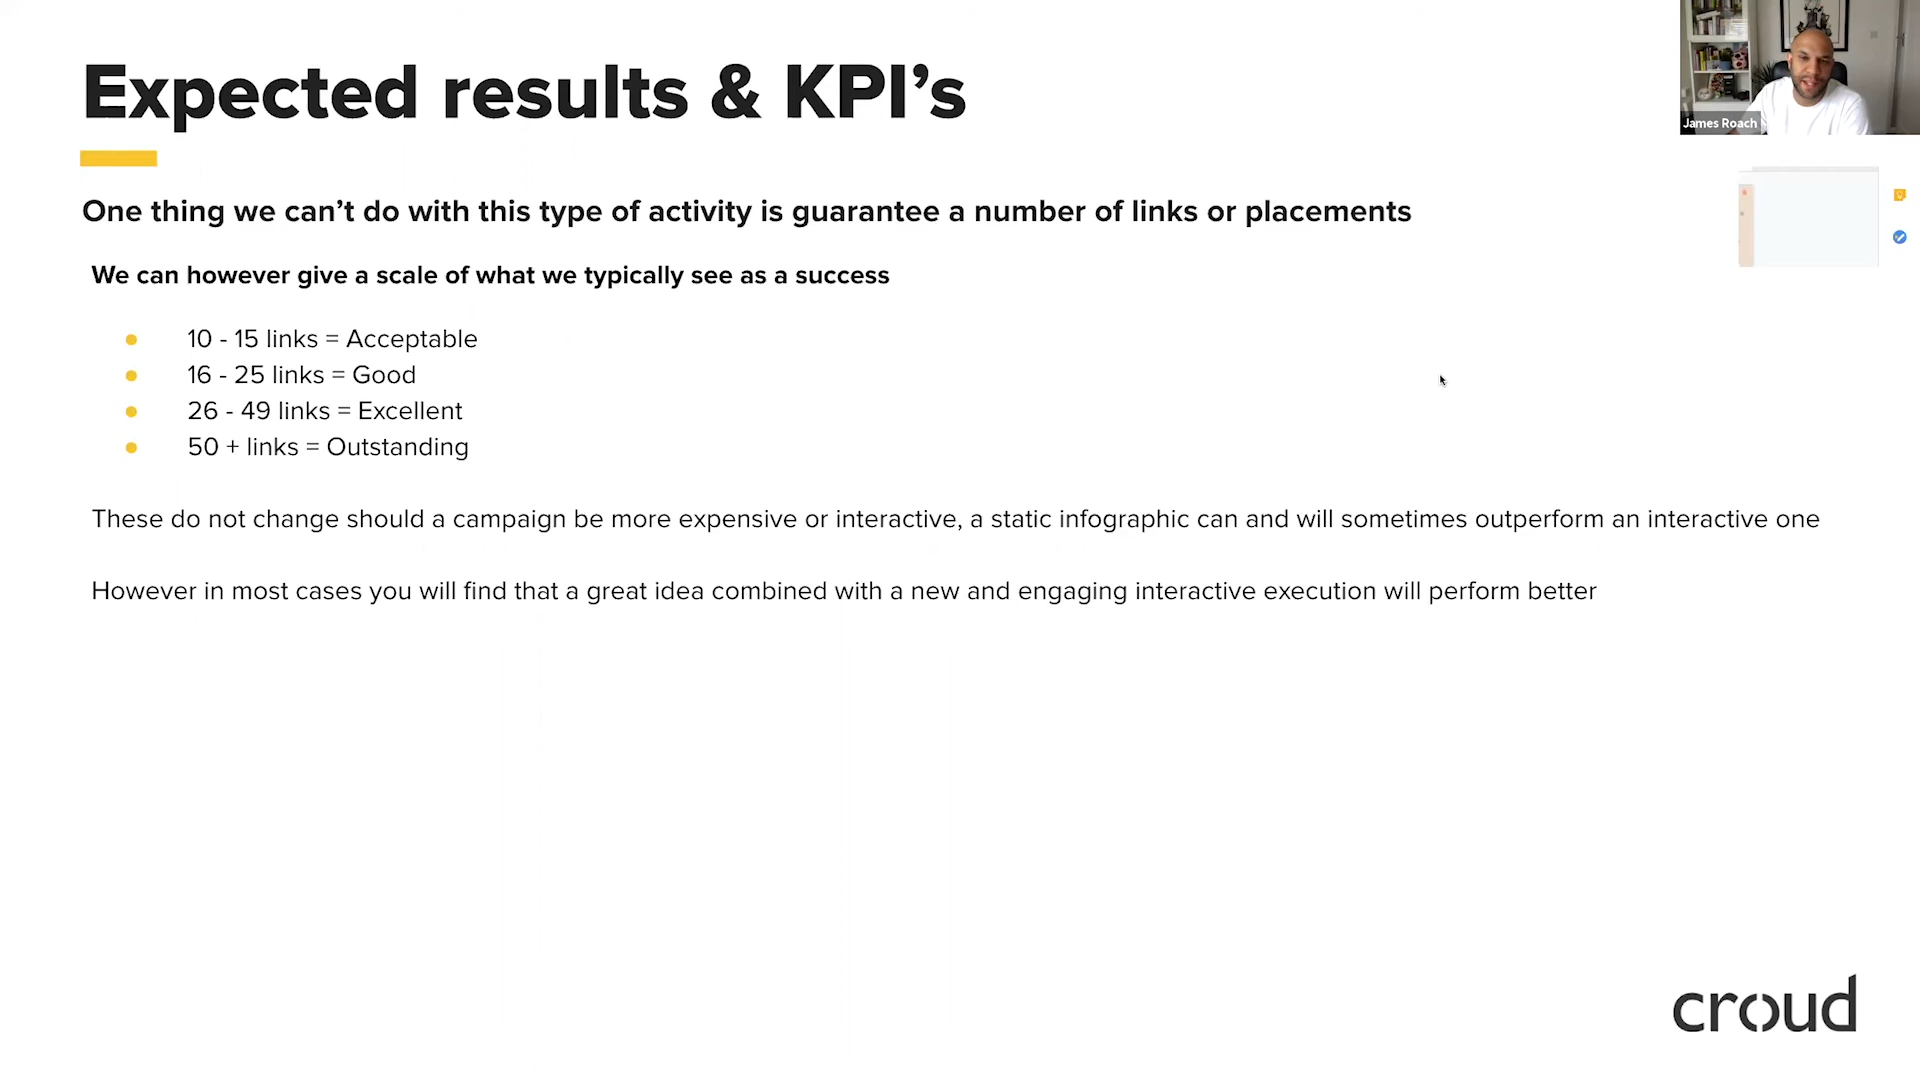 Expected results & KPI's
James Roach
One thing we can't do with this type of activity is guarantee a number of links or placements
We can however give a scale of what we typically see as a success
10 - 15 links = Acceptable
16 - 25 links = Good
26 - 49 links = Excellent
50 + links = Outstanding
These do not change should a campaign be more expensive or interactive, a static infographic can and will sometimes outperform an interactive one
However in most cases you will find that a great idea combined with a new and engaging interactive execution will perform better
croud